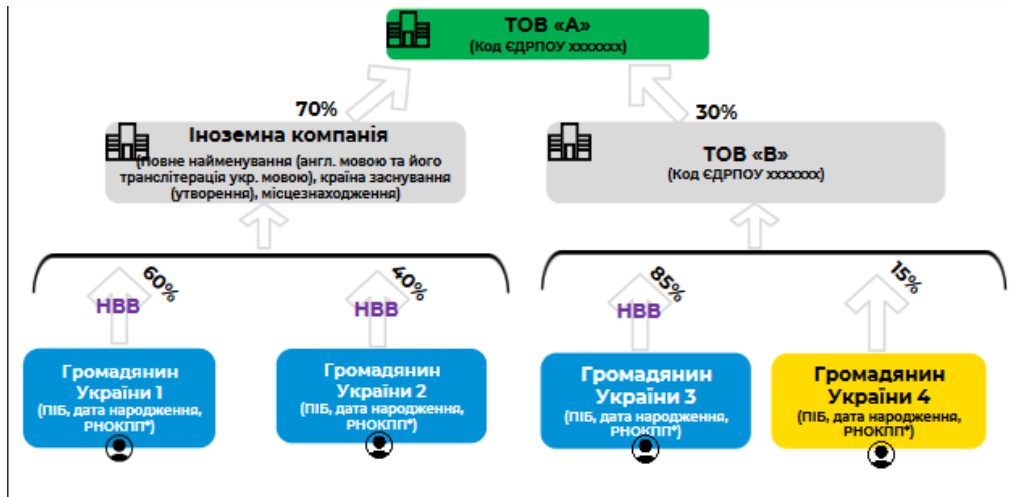 ТОВ «А»
(Код ЄДРПОУ xxxxxxx)
70%
30%
Іноземна компанія
(Повне найменування (англ. мовою та його
транслітерація укр. мовою), країна заснування
(утворення), місцезнаходження)
ТОВ «В»
(Код ЄДРПОУ xxxxxxx)
60%
НВВ
40%
НВВ
85%
НВВ
15%
Громадянин
України 1
(ПІБ, дата народження,
РНОКПП*)
Громадянин
України 2
(ПІБ, дата народження,
РНОКПП*)
Громадянин
України 3
(ПІБ, дата народження,
РНОКПП*)
Громадянин
України 4
(ПІБ, дата народження,
РНОКПП*)